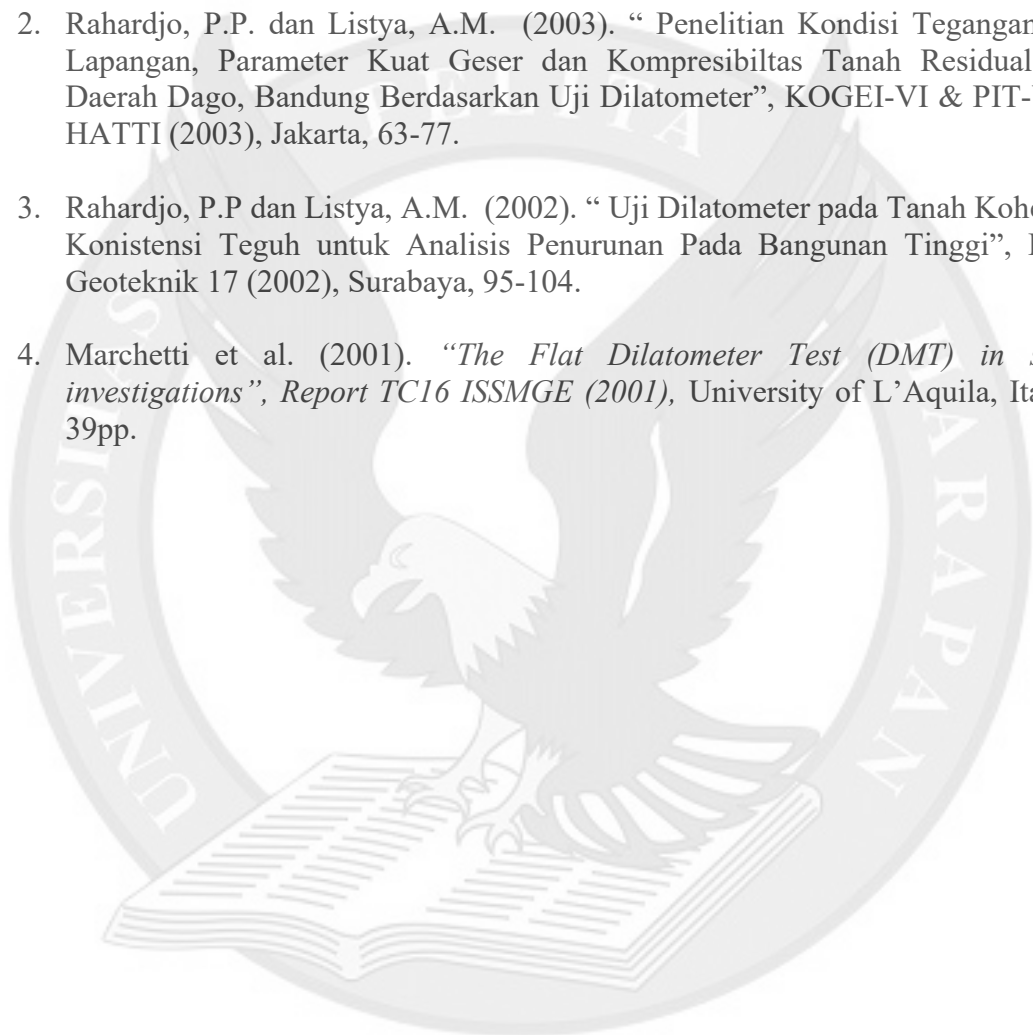 2. Rahardjo, P.P. dan Listya, A.M. (2003). “ Penelitian Kondisi Tegangan
Lapangan, Parameter Kuat Geser dan Kompresibiltas Tanah Residual
Daerah Dago, Bandung Berdasarkan Uji Dilatometer”, KOGEI-VI & PIT-
HATTI (2003), Jakarta, 63-77.
3. Rahardjo, P.P dan Listya, A.M. (2002). “ Uji Dilatometer pada Tanah
Konistensi Teguh untuk Analisis Penurunan Pada Bangunan Tinggi”,
Geoteknik 17 (2002), Surabaya, 95-104.
4. Marchetti et al. (2001). “The Flat Dilatometer Test (DMT) in
investigations”, Report TC16 ISSMGE (2001), University of L’Aquila,
39pp.
TELITA
UNIVERSITAS
TARAPAN